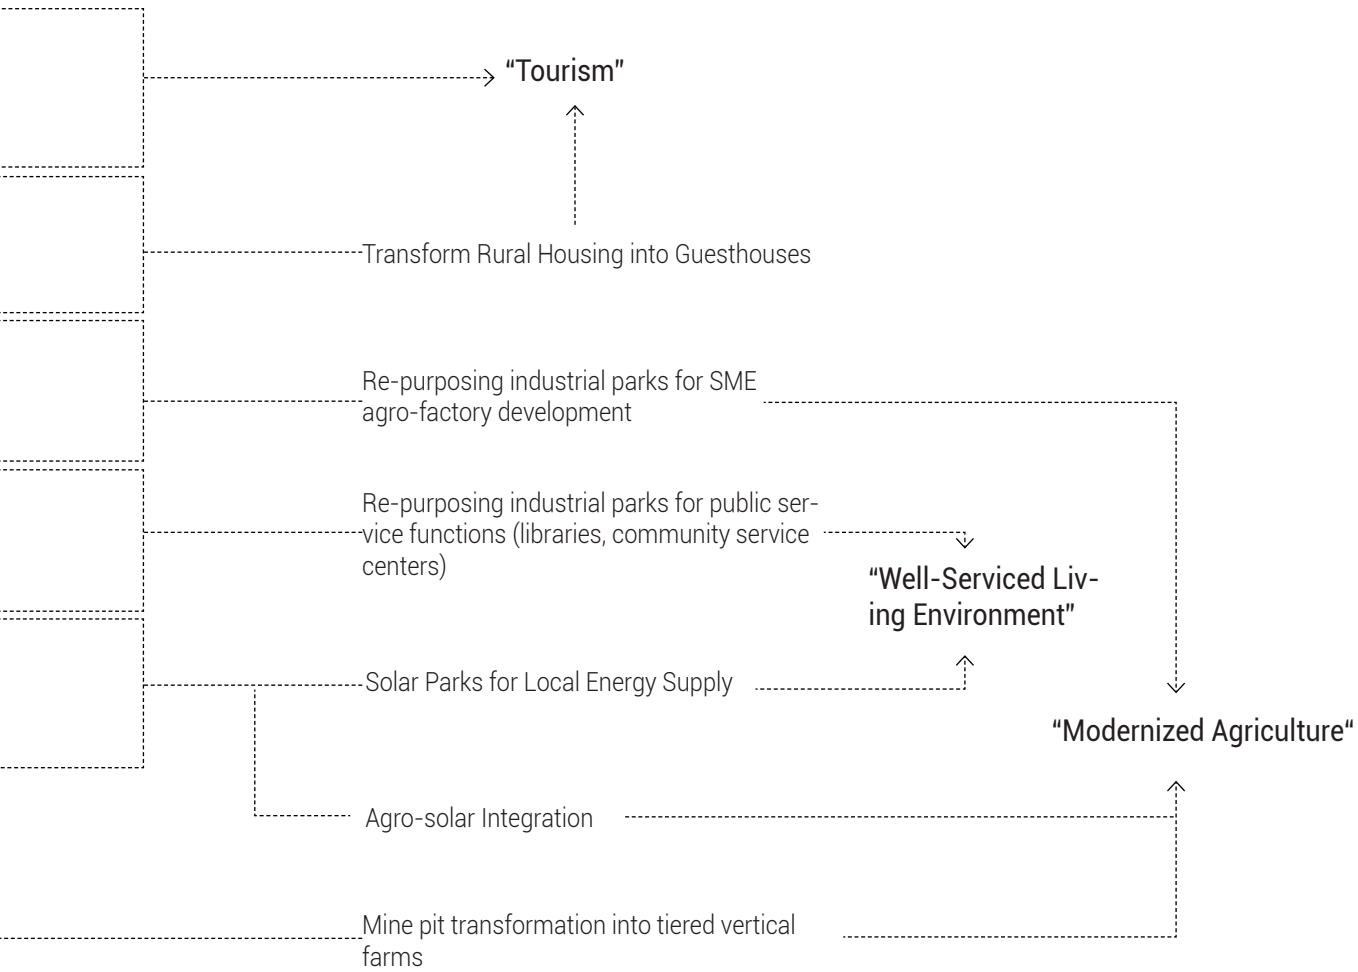 “Tourism”
Transform Rural Housing into Guesthouses
Re-purposing industrial parks for SME
agro-factory development
Re-purposing industrial parks for public ser-
vice functions (libraries, community service
centers)
“Well-Serviced Liv-
ing Environment”
Solar Parks for Local Energy Supply
“Modernized Agriculture“
Agro-solar Integration
Mine pit transformation into tiered vertical
farms